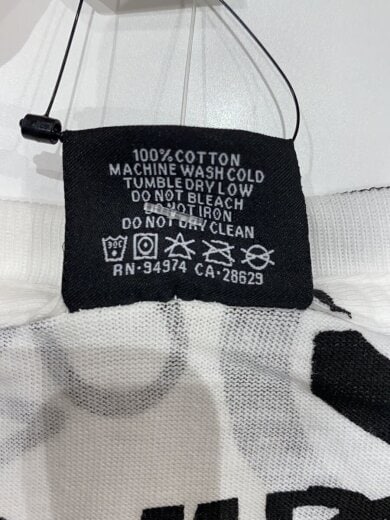 100% COTTON
MACHINE WASH COLD
TUMBLE DRY LOW
DO NOT BLEACH
DO NOT IRON
DO NOT DRY CLEAN
30C
RN·94974 CA·28629